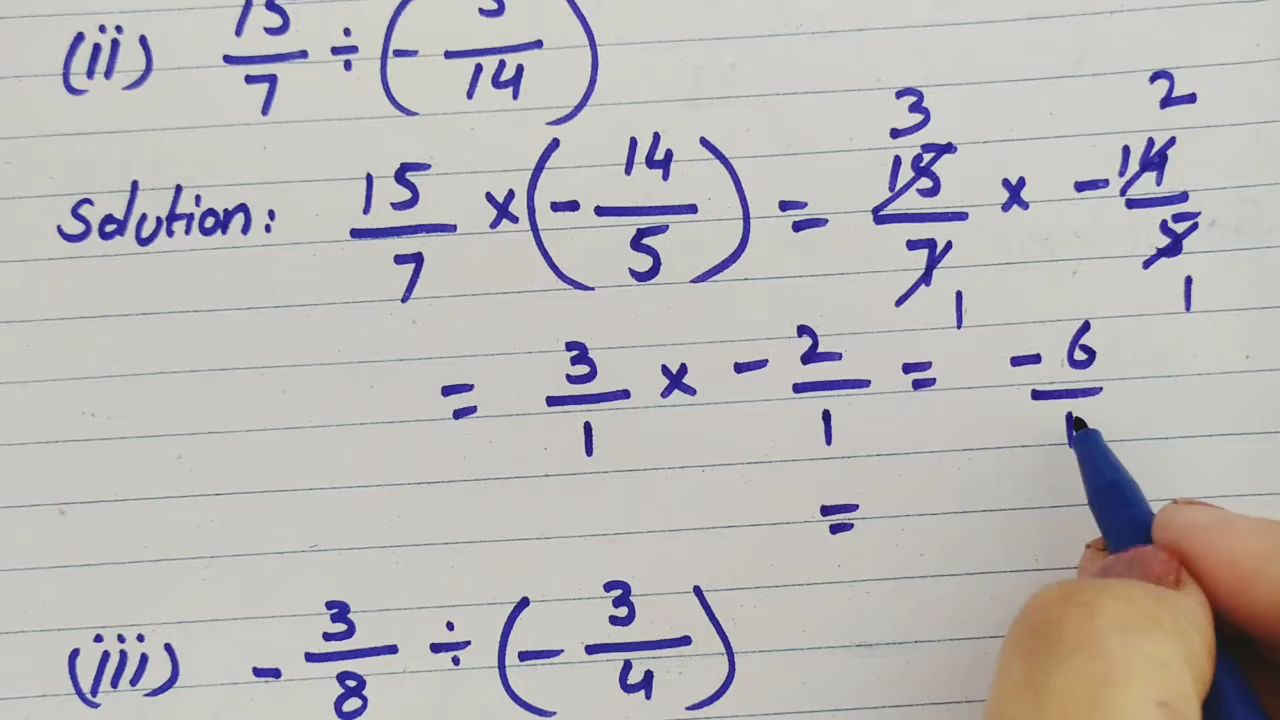 (ii) 15/7 ÷ (- 5/14)
Solution: 15/7 × (- 14/5) = 3 15/7 1 × - 2 14/5 1
= 3/1 × - 2/1 = - 6/1
=
(iii) - 3/8 ÷ (- 3/4)